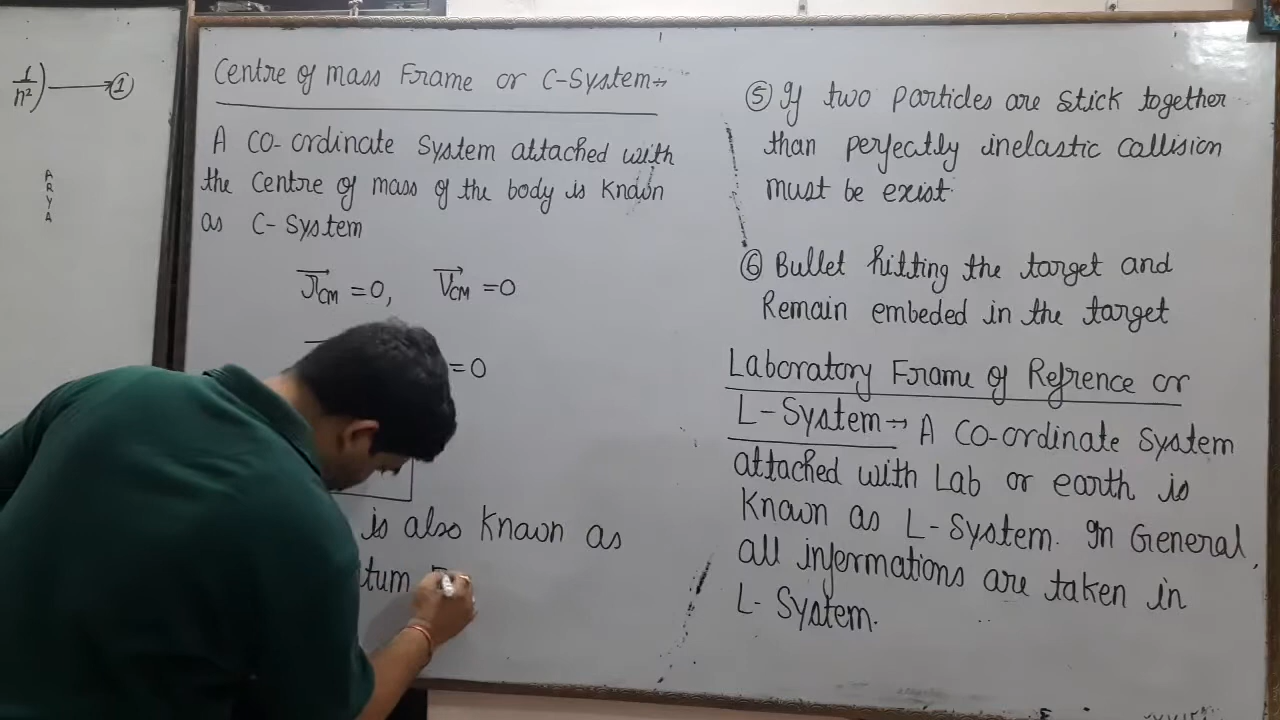 1/n²) → ①
ARYA
Centre of mass Frame or C-System→
A co-ordinate system attached with
the centre of mass of the body is Known
as C- System
r⃗CM =0, V⃗CM =0
=0
is also Known as
tum
⑤ If two particles are stick together
than perfectly inelastic callision
must be exist.
⑥ Bullet hitting the target and
Remain embeded in the target
Laboratory Frame of Refrence or
L-System→ A co-ordinate system
attached with Lab or earth is
Known as L-System. In General,
all informations are taken in
L- System.